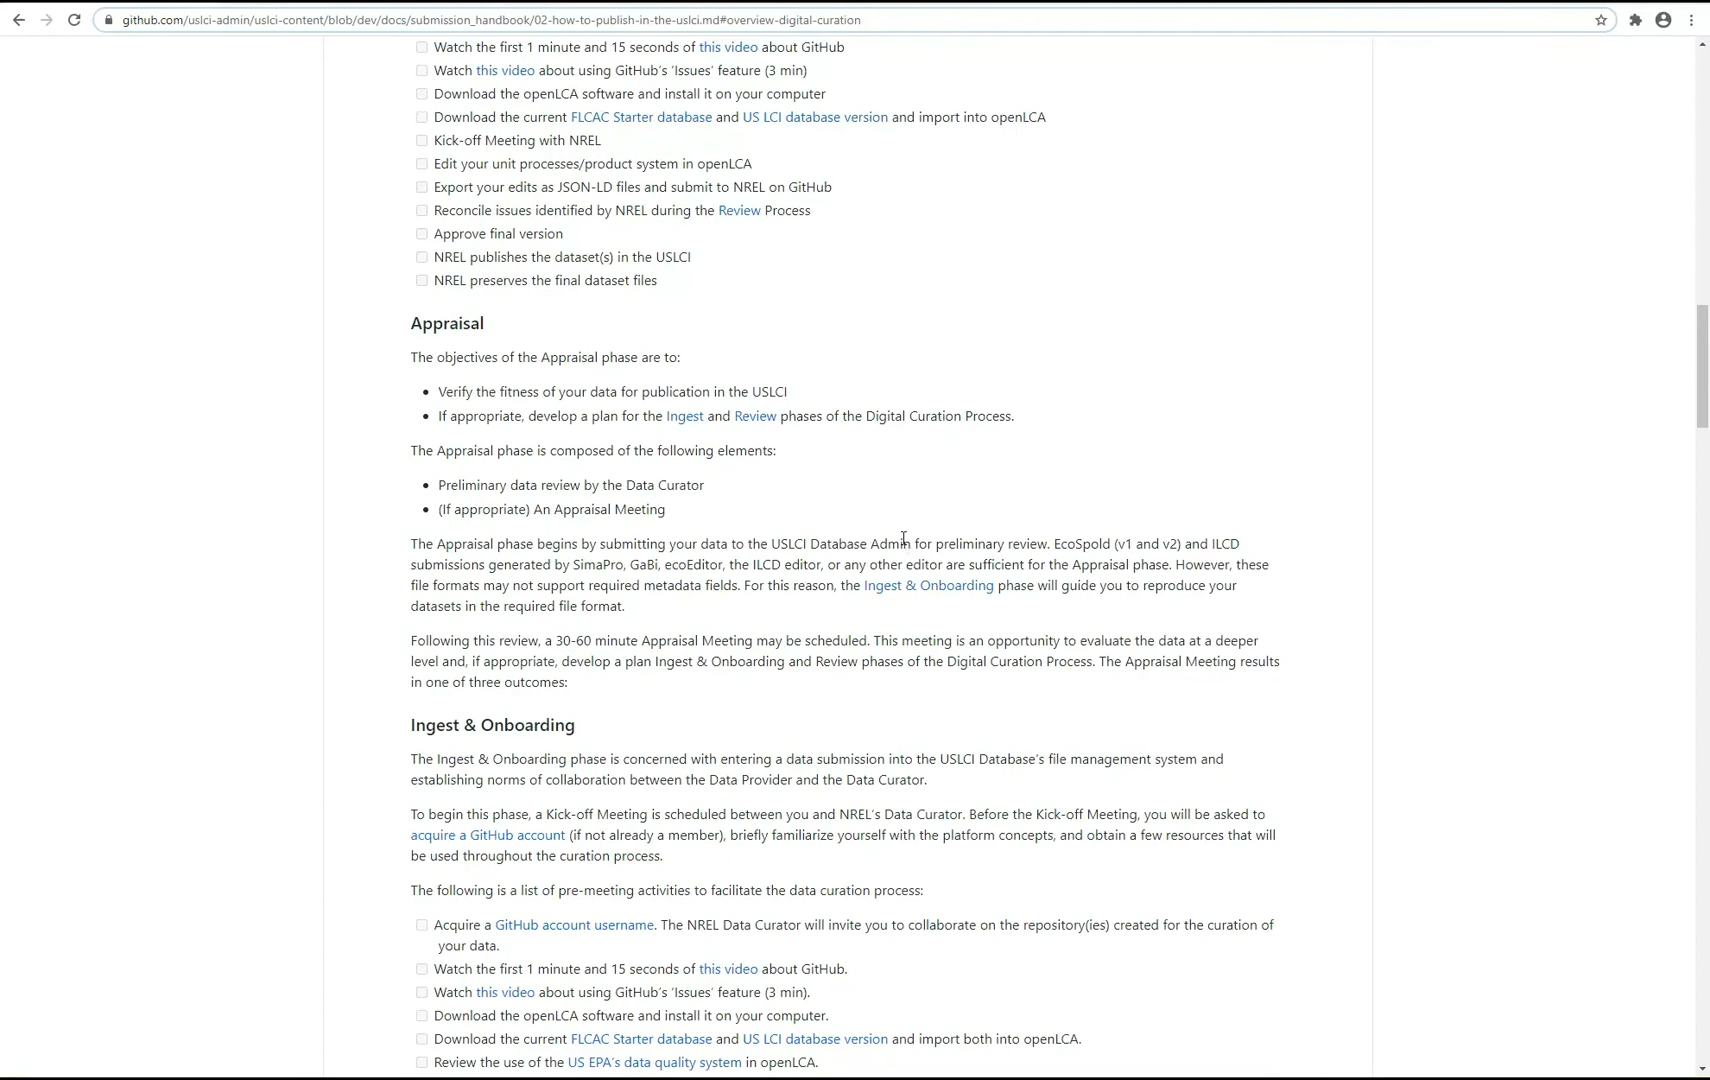 github.com/uslci-admin/uslci-content/blob/dev/docs/submission_handbook/02-how-to-publish-in-the-uslci.md#overview-digital-curation
Watch the first 1 minute and 15 seconds of this video about GitHub
Watch this video about using GitHub's 'Issues' feature (3 min)
Download the openLCA software and install it on your computer
Download the current FLCAC Starter database and US LCI database version and import into openLCA
Kick-off Meeting with NREL
Edit your unit processes/product system in openLCA
Export your edits as JSON-LD files and submit to NREL on GitHub
Reconcile issues identified by NREL during the Review Process
Approve final version
NREL publishes the dataset(s) in the USLCI
NREL preserves the final dataset files
Appraisal
The objectives of the Appraisal phase are to:
• Verify the fitness of your data for publication in the USLCI
• If appropriate, develop a plan for the Ingest and Review phases of the Digital Curation Process.
The Appraisal phase is composed of the following elements:
• Preliminary data review by the Data Curator
• (If appropriate) An Appraisal Meeting
The Appraisal phase begins by submitting your data to the USLCI Database Admin for preliminary review. EcoSpold (v1 and v2) and ILCD
submissions generated by SimaPro, GaBi, ecoEditor, the ILCD editor, or any other editor are sufficient for the Appraisal phase. However, these
file formats may not support required metadata fields. For this reason, the Ingest & Onboarding phase will guide you to reproduce your
datasets in the required file format.
Following this review, a 30-60 minute Appraisal Meeting may be scheduled. This meeting is an opportunity to evaluate the data at a deeper
level and, if appropriate, develop a plan Ingest & Onboarding and Review phases of the Digital Curation Process. The Appraisal Meeting results
in one of three outcomes:
Ingest & Onboarding
The Ingest & Onboarding phase is concerned with entering a data submission into the USLCI Database's file management system and
establishing norms of collaboration between the Data Provider and the Data Curator.
To begin this phase, a Kick-off Meeting is scheduled between you and NREL's Data Curator. Before the Kick-off Meeting, you will be asked to
acquire a GitHub account (if not already a member), briefly familiarize yourself with the platform concepts, and obtain a few resources that will
be used throughout the curation process.
The following is a list of pre-meeting activities to facilitate the data curation process:
Acquire a GitHub account username. The NREL Data Curator will invite you to collaborate on the repository(ies) created for the curation of
your data.
Watch the first 1 minute and 15 seconds of this video about GitHub.
Watch this video about using GitHub's 'Issues' feature (3 min).
Download the openLCA software and install it on your computer.
Download the current FLCAC Starter database and US LCI database version and import both into openLCA.
Review the use of the US EPA's data quality system in openLCA.